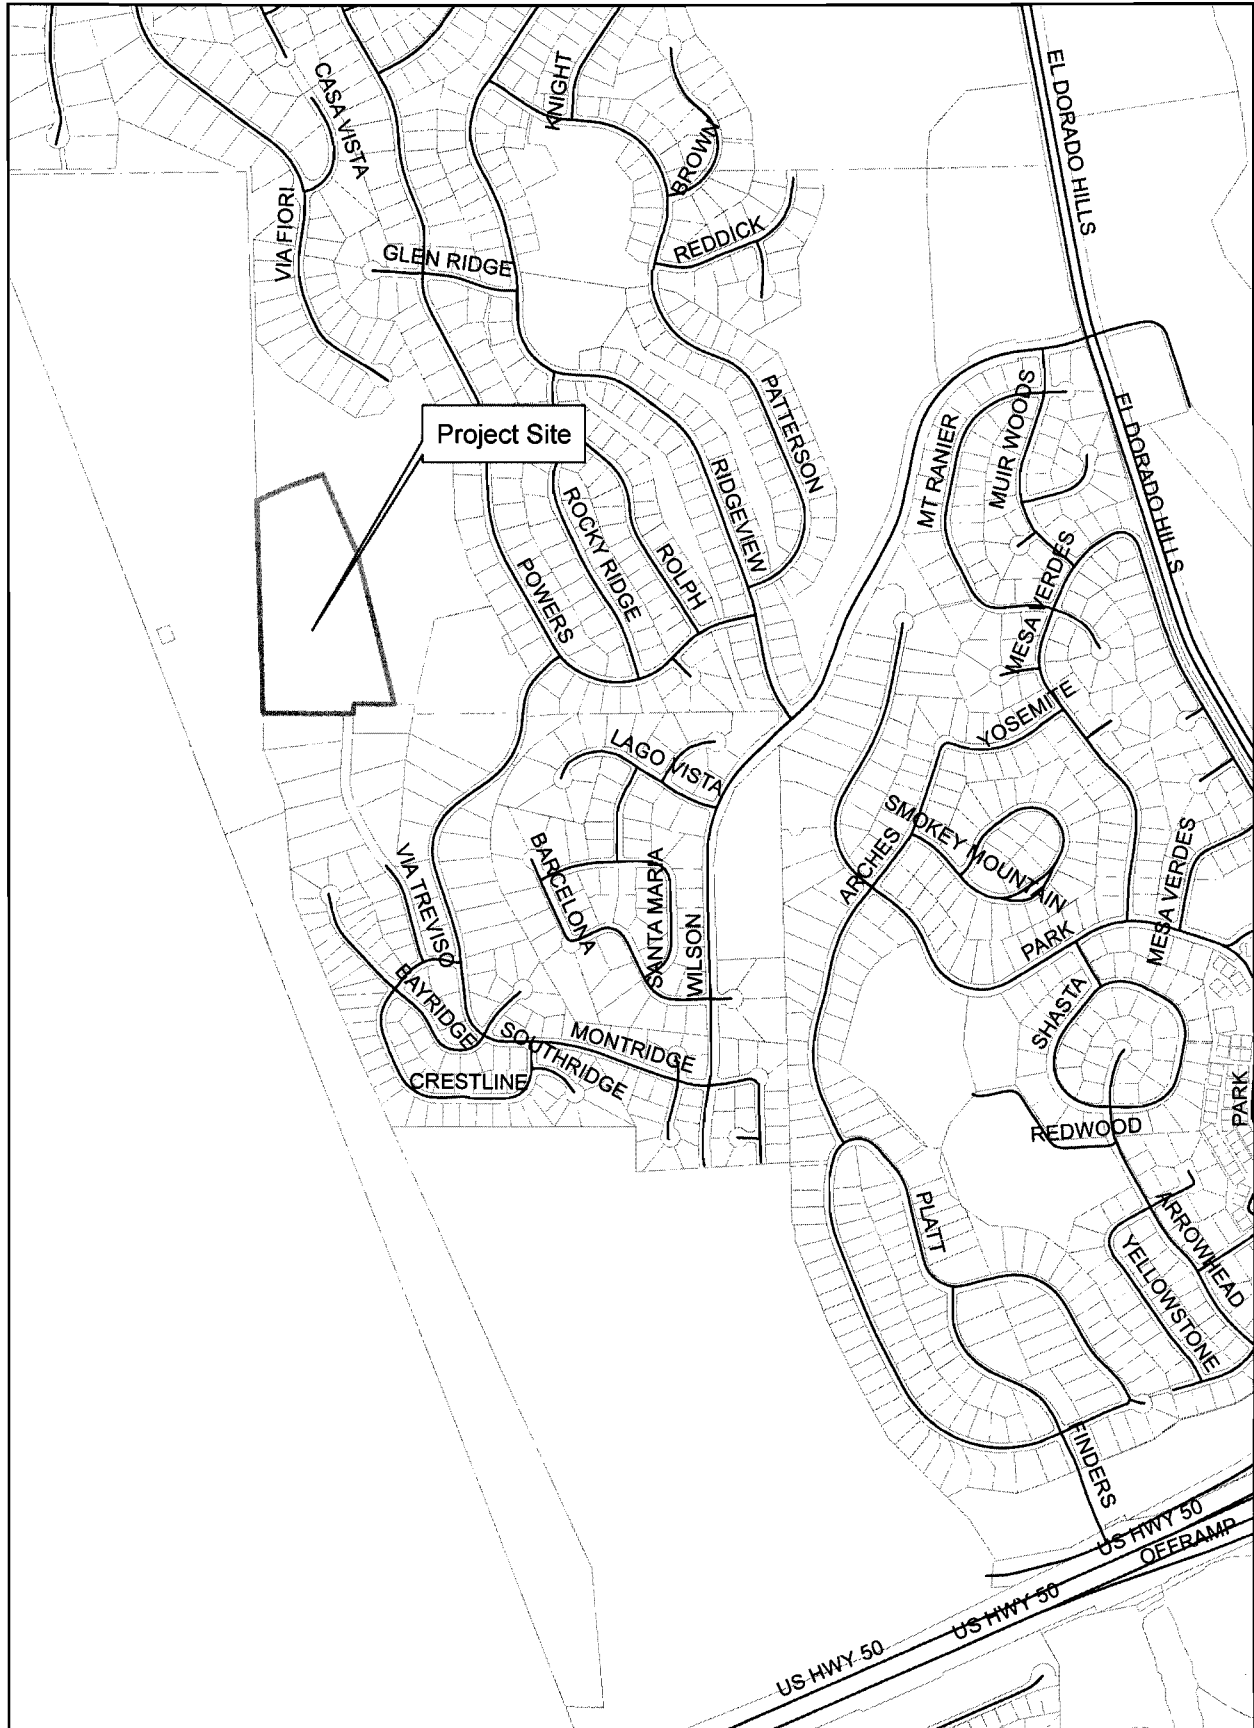 KNIGHT
EL DORADO HILLS
CASA VISTA
BROWN
VIA FIORI
REDDICK
GLEN RIDGE
PATTERSON
MUIR WOODS
EL DORADO HILLS
Project Site
MT RANIER
RIDGEVIEW
ROCKY RIDGE
ROLPH
POWERS
MESA VERDES
YOSEMITE
LAGO VISTA
SMOKEY MOUNTAIN
ARCHES
MESA VERDES
BARCELONA
SANTA MARIA
VIA TREVISO
WILSON
PARK
BAYRIDGE
SHASTA
SOUTHRIDGE
MONTRIDGE
CRESTLINE
PARK
REDWOOD
PLATT
ARROWHEAD
YELLOWSTONE
FINDERS
US HWY 50
OFFRAMP
US HWY 50
US HWY 50